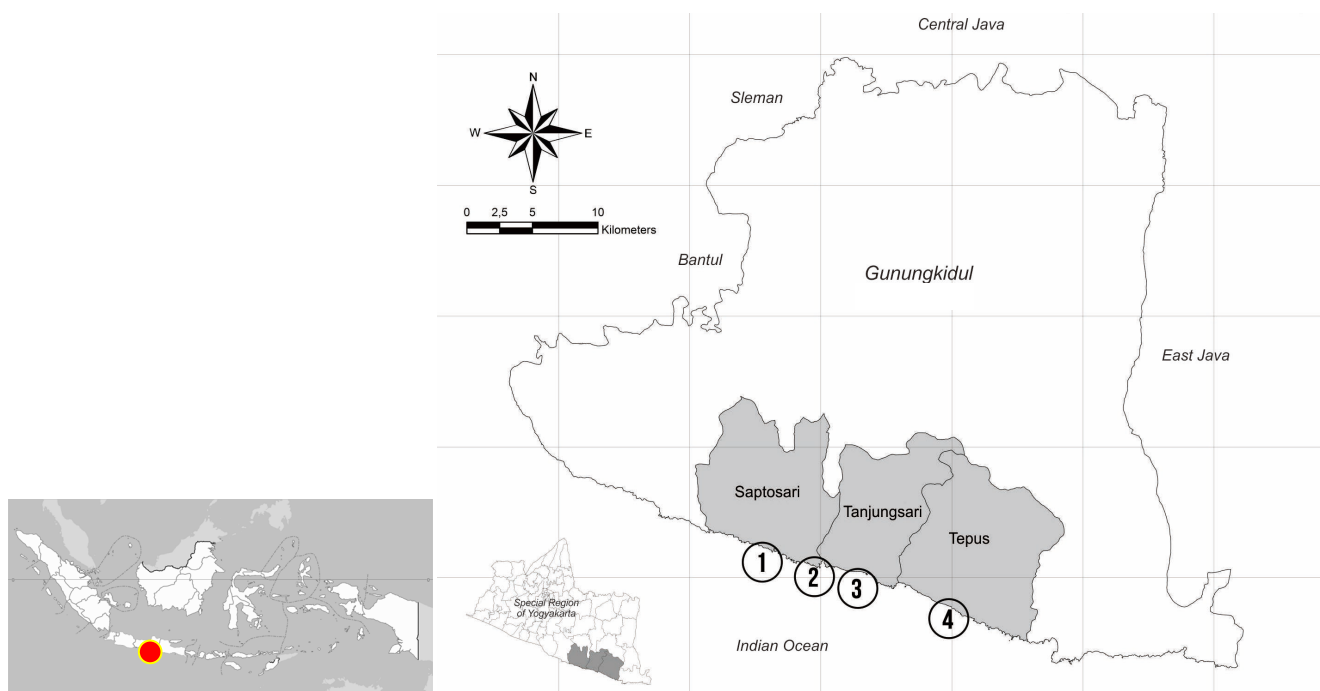 Central Java
Sleman
N
W
E
S
0 2,5 5 10
Kilometers
Bantul
Gunungkidul
East Java
Saptosari
Tanjungsari
Tepus
1
2
3
4
Special Region
of Yogyakarta
Indian Ocean